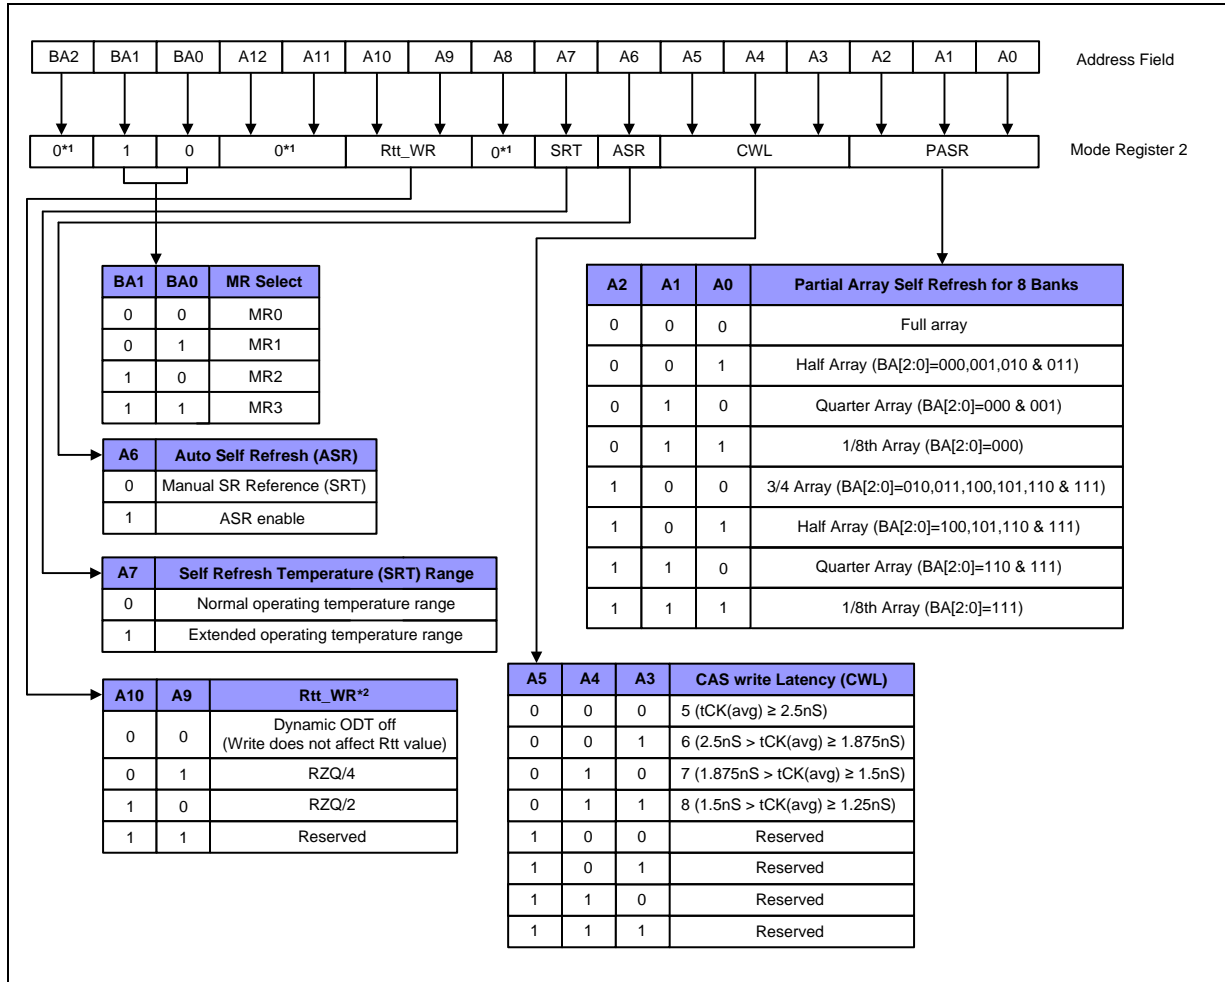 BA2 BA1 BA0 A12 A11 A10 A9 A8 A7 A6 A5 A4 A3 A2 A1 A0 Address Field
0*1 1 0 0*1 Rtt_WR 0*1 SRT ASR CWL PASR Mode Register 2
BA1 BA0 MR Select
0 0 MR0
0 1 MR1
1 0 MR2
1 1 MR3
A6 Auto Self Refresh (ASR)
0 Manual SR Reference (SRT)
1 ASR enable
A7 Self Refresh Temperature (SRT) Range
0 Normal operating temperature range
1 Extended operating temperature range
A10 A9 Rtt_WR*2
0 0 Dynamic ODT off
(Write does not affect Rtt value)
0 1 RZQ/4
1 0 RZQ/2
1 1 Reserved
A2 A1 A0 Partial Array Self Refresh for 8 Banks
0 0 0 Full array
0 0 1 Half Array (BA[2:0]=000,001,010 & 011)
0 1 0 Quarter Array (BA[2:0]=000 & 001)
0 1 1 1/8th Array (BA[2:0]=000)
1 0 0 3/4 Array (BA[2:0]=010,011,100,101,110 & 111)
1 0 1 Half Array (BA[2:0]=100,101,110 & 111)
1 1 0 Quarter Array (BA[2:0]=110 & 111)
1 1 1 1/8th Array (BA[2:0]=111)
A5 A4 A3 CAS write Latency (CWL)
0 0 0 5 (tCK(avg) ≥ 2.5nS)
0 0 1 6 (2.5nS > tCK(avg) ≥ 1.875nS)
0 1 0 7 (1.875nS > tCK(avg) ≥ 1.5nS)
0 1 1 8 (1.5nS > tCK(avg) ≥ 1.25nS)
1 0 0 Reserved
1 0 1 Reserved
1 1 0 Reserved
1 1 1 Reserved